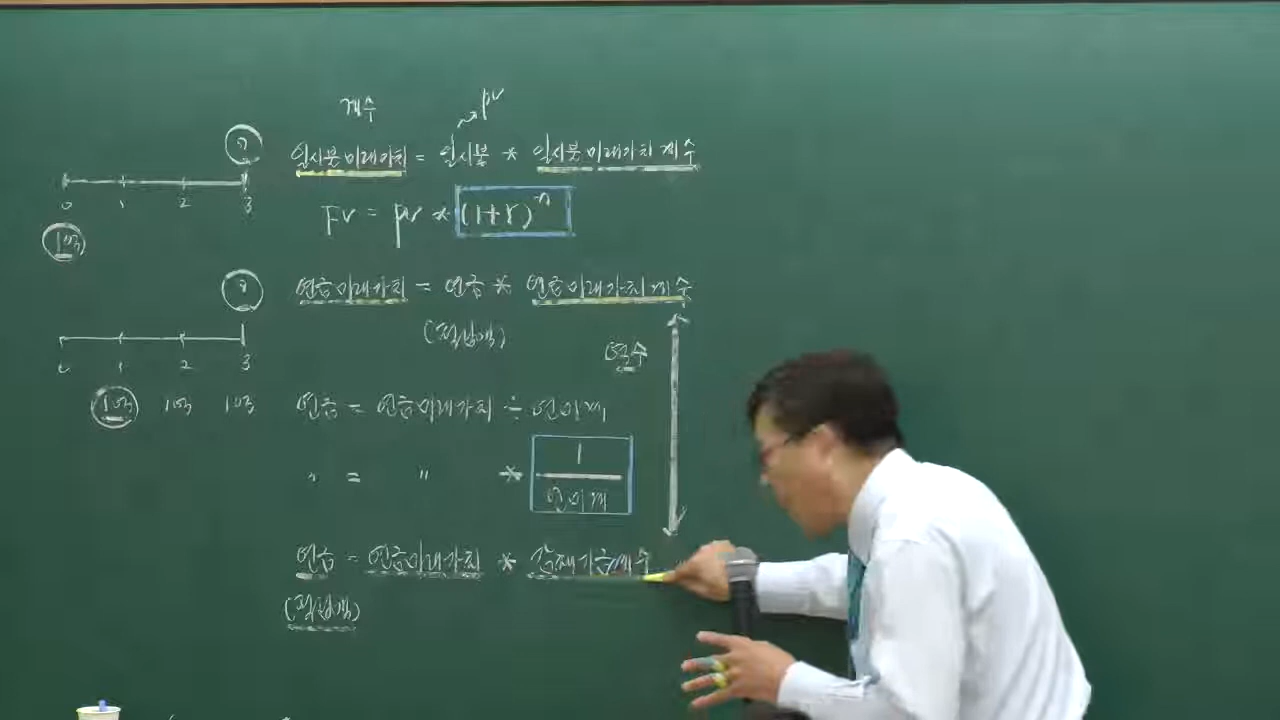 계수
→ PV
?
일시불미래가치 = 일시불 * 일시불미래가치계수
0 1 2 3
FV = PV * (1+r)^n
1억
?
연금미래가치 = 연금 * 연금미래가치계수
(적립액)
역수
0 1 2 3
1억 1억 1억
연금 = 연금미래가치 ÷ 연미계
〃 = 〃 * 1
연미계
연금 = 연금미래가치 * 감채기금계수
(적립액)